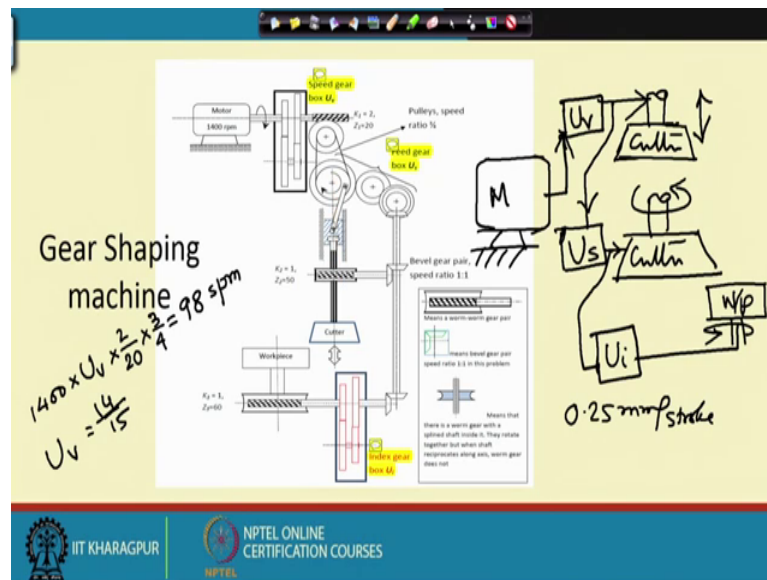 Speed gear
box Uv
Motor
1400 rpm
K1 = 2,
Z1=20
Pulleys, speed
ratio ¾
Feed gear
box Us
Gear Shaping
machine
1400 × Uv × 2/20 × 3/4 = 98 spm
Uv = 14/15
Bevel gear pair,
speed ratio 1:1
K2 = 1,
Z2=50
Cutter
Workpiece
K3 = 1,
Z3=60
Index gear
box Ui
Means a worm-worm gear pair
means bevel gear pair
speed ratio 1:1 in this problem
Means that
there is a worm gear with a
splined shaft inside it. They rotate
together but when shaft
reciprocates along axis, worm gear
does not
M
Uv
Us
Ui
W/p
0.25 mm/stroke
IIT KHARAGPUR
NPTEL ONLINE
CERTIFICATION COURSES
NPTEL